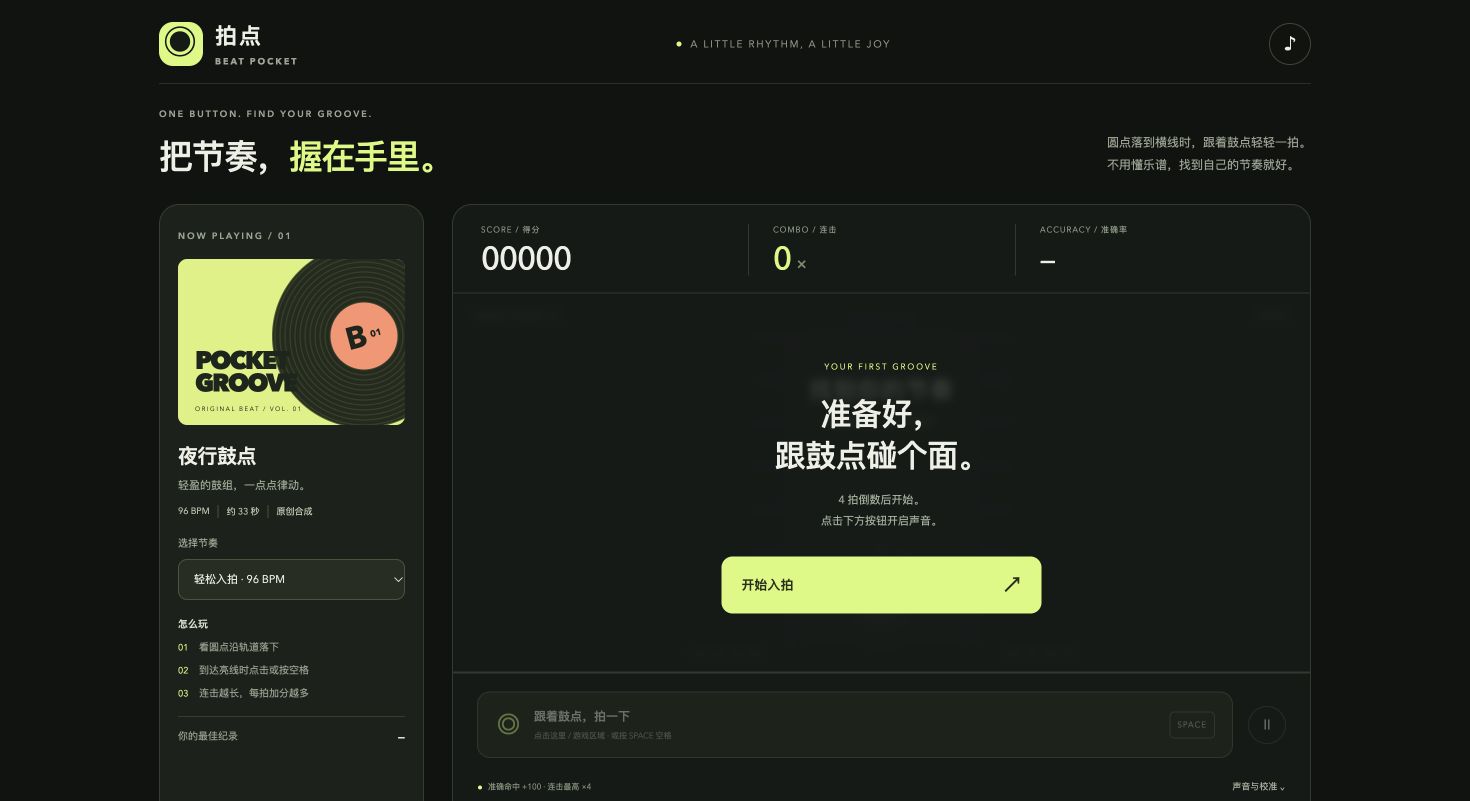 拍点
BEAT POCKET
A LITTLE RHYTHM, A LITTLE JOY
ONE BUTTON. FIND YOUR GROOVE.
把节奏，握在手里。
圆点落到横线时，跟着鼓点轻轻一拍。
不用懂乐谱，找到自己的节奏就好。
NOW PLAYING / 01
B 01
POCKET
GROOVE
ORIGINAL BEAT / VOL. 01
夜行鼓点
轻盈的鼓组，一点点律动。
96 BPM | 约 33 秒 | 原创合成
选择节奏
轻松入拍 · 96 BPM
怎么玩
01 看圆点沿轨道落下
02 到达亮线时点击或按空格
03 连击越长，每拍加分越多
你的最佳纪录 –
SCORE / 得分
00000
COMBO / 连击
0 ×
ACCURACY / 准确率
–
YOUR FIRST GROOVE
准备好，
跟鼓点碰个面。
4 拍倒数后开始。
点击下方按钮开启声音。
开始入拍
跟着鼓点，拍一下
点击这里 / 游戏区域 · 或按 SPACE 空格
SPACE
准确命中 +100 · 连击最高 ×4
声音与校准